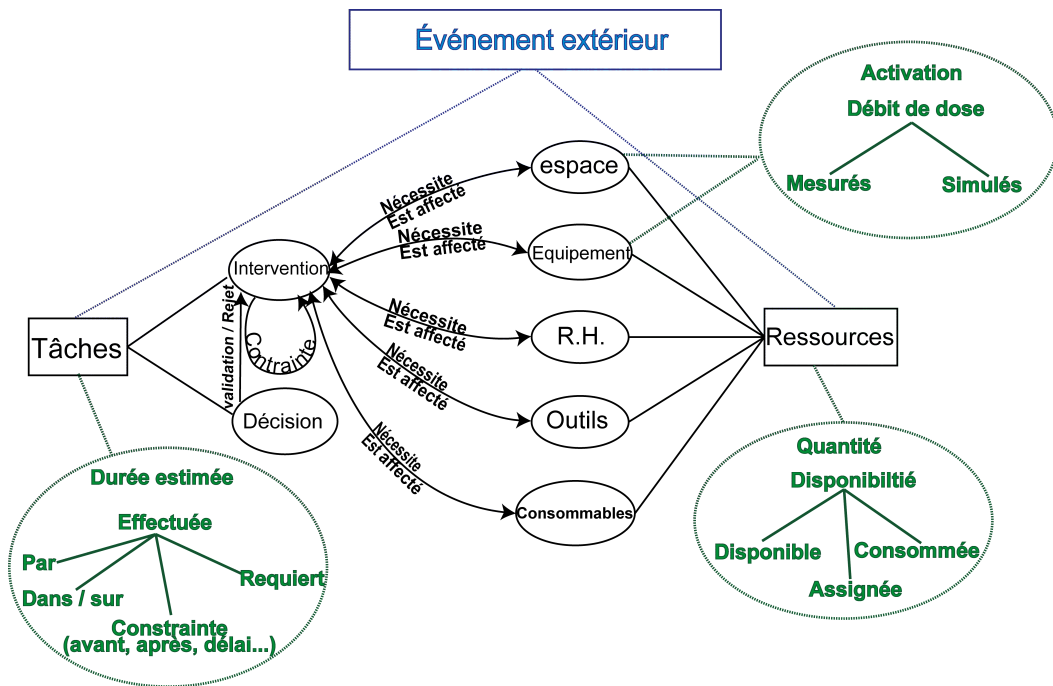 Événement extérieur
Activation
Débit de dose
Mesurés
Simulés
espace
Nécessite
Est affecté
Nécessite
Est affecté
Equipement
Intervention
validation / Rejet
Contrainte
Nécessite
Est affecté
R.H.
Tâches
Ressources
Nécessite
Est affecté
Décision
Outils
Nécessite
Est affecté
Consommables
Durée estimée
Effectuée
Par
Dans / sur
Requiert
Constrainte
(avant, après, délai...)
Quantité
Disponibiltié
Disponible
Consommée
Assignée